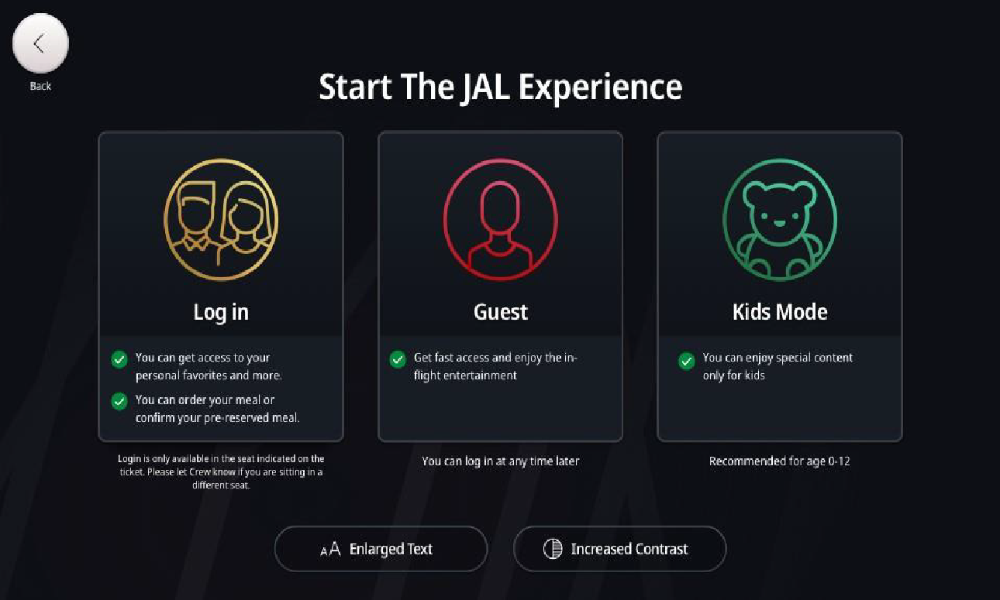 Back
Start The JAL Experience
Log in
You can get access to your
personal favorites and more.
You can order your meal or
confirm your pre-reserved meal.
Login is only available in the seat indicated on the
ticket. Please let Crew know if you are sitting in a
different seat.
Guest
Get fast access and enjoy the in-
flight entertainment
You can log in at any time later
Kids Mode
You can enjoy special content
only for kids
Recommended for age 0-12
AA Enlarged Text
Increased Contrast